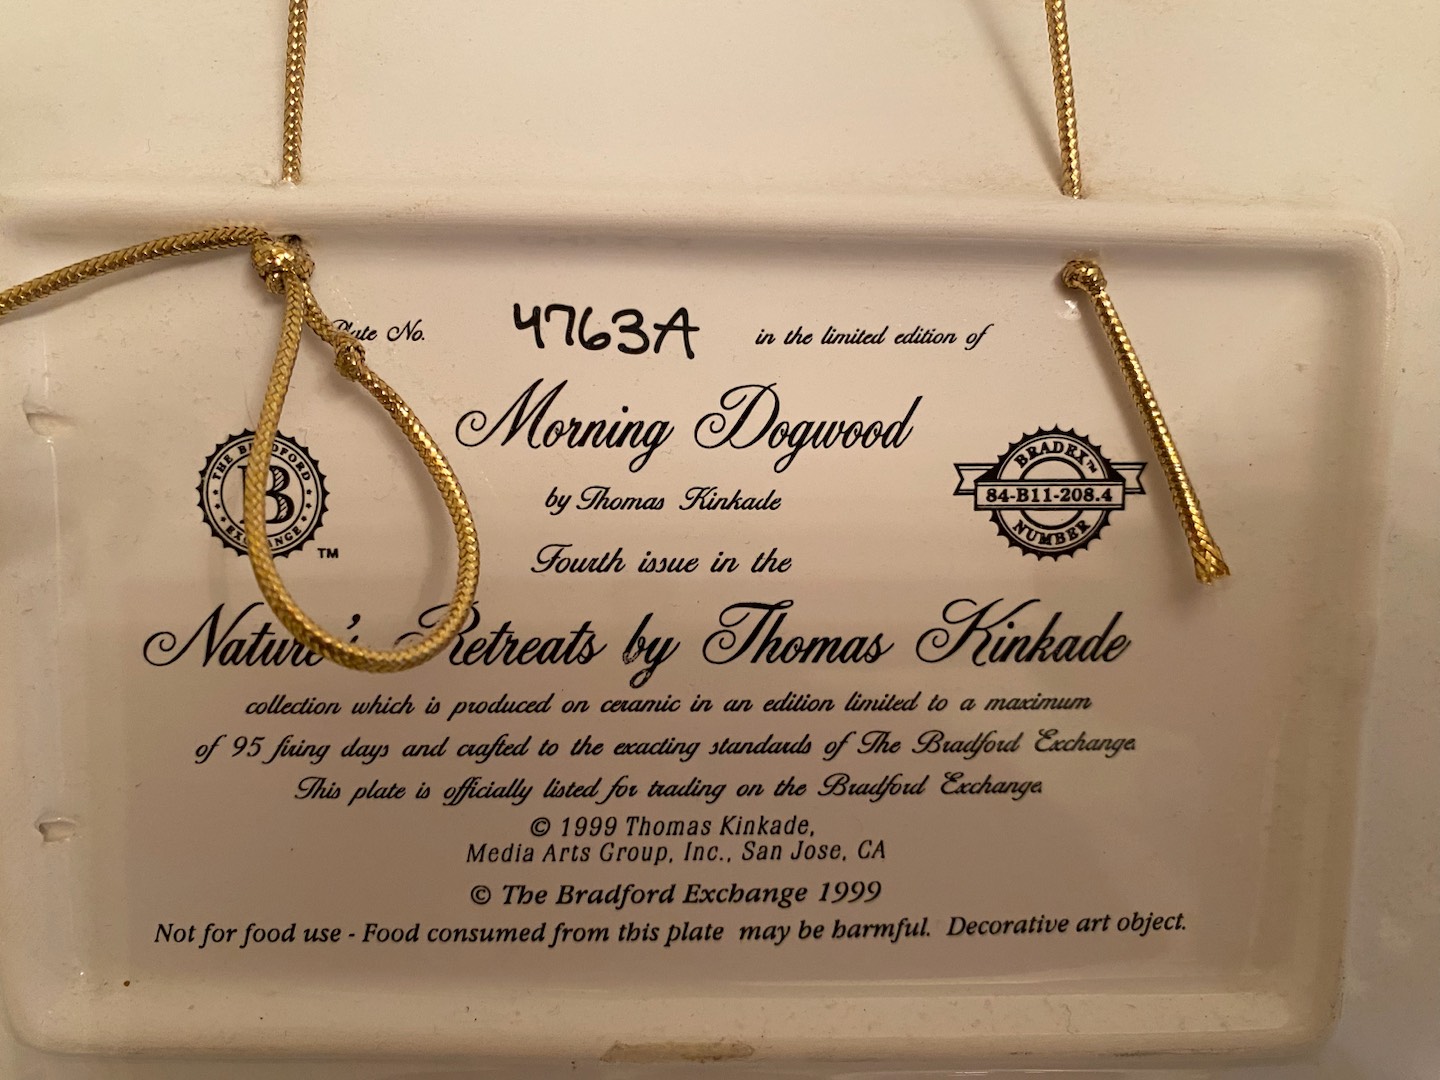 Plate No. 4763A in the limited edition of
Morning Dogwood
by Thomas Kinkade
Fourth issue in the
Nature's Retreats by Thomas Kinkade
collection which is produced on ceramic in an edition limited to a maximum
of 95 firing days and crafted to the exacting standards of The Bradford Exchange.
This plate is officially listed for trading on the Bradford Exchange.
© 1999 Thomas Kinkade,
Media Arts Group, Inc., San Jose, CA
© The Bradford Exchange 1999
Not for food use - Food consumed from this plate may be harmful. Decorative art object.
THE BRADFORD
B
EXCHANGE
TM
BRADEX™
84-B11-208.4
NUMBER